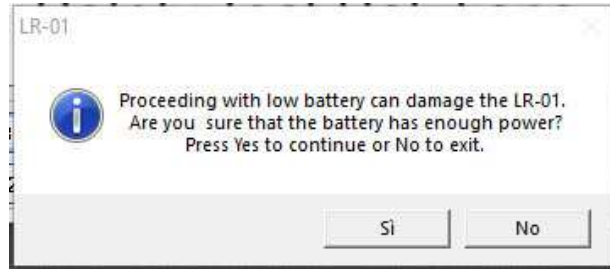 LR-01
Proceeding with low battery can damage the LR-01.
Are you  sure that the battery has enough power?
Press Yes to continue or No to exit.
Sì
No